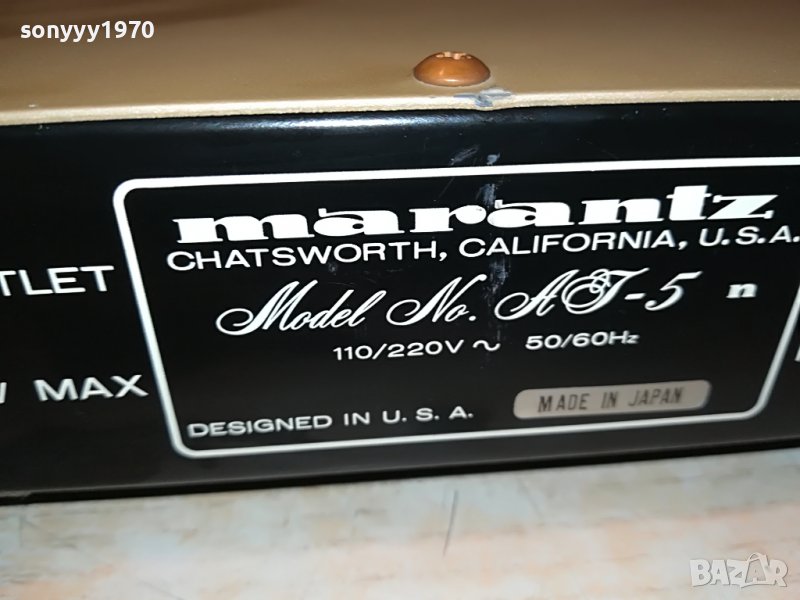 sonyyy1970
marantz
CHATSWORTH, CALIFORNIA, U.S.A.
TLET
Model No. AT-5 n
110/220V ~ 50/60Hz
MAX
MADE IN JAPAN
DESIGNED IN U.S.A.
BAZAR